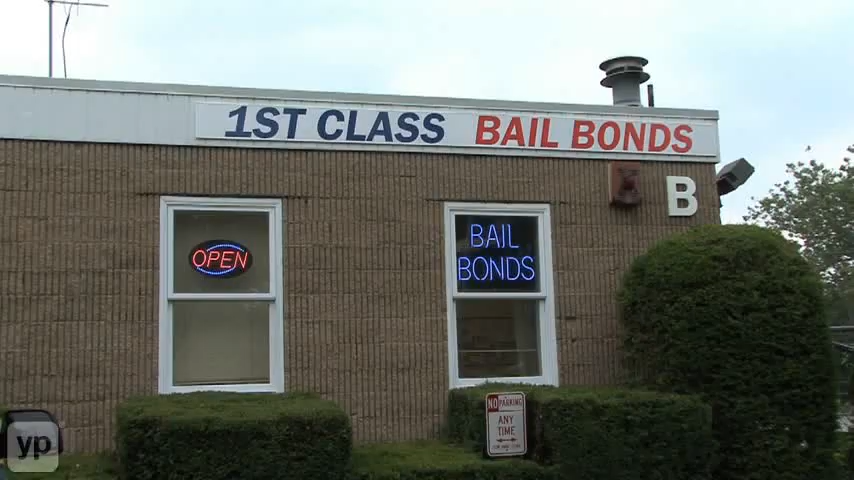 1ST CLASS BAIL BONDS
B
OPEN
BAIL
BONDS
NO PARKING
ANY
TIME
yp